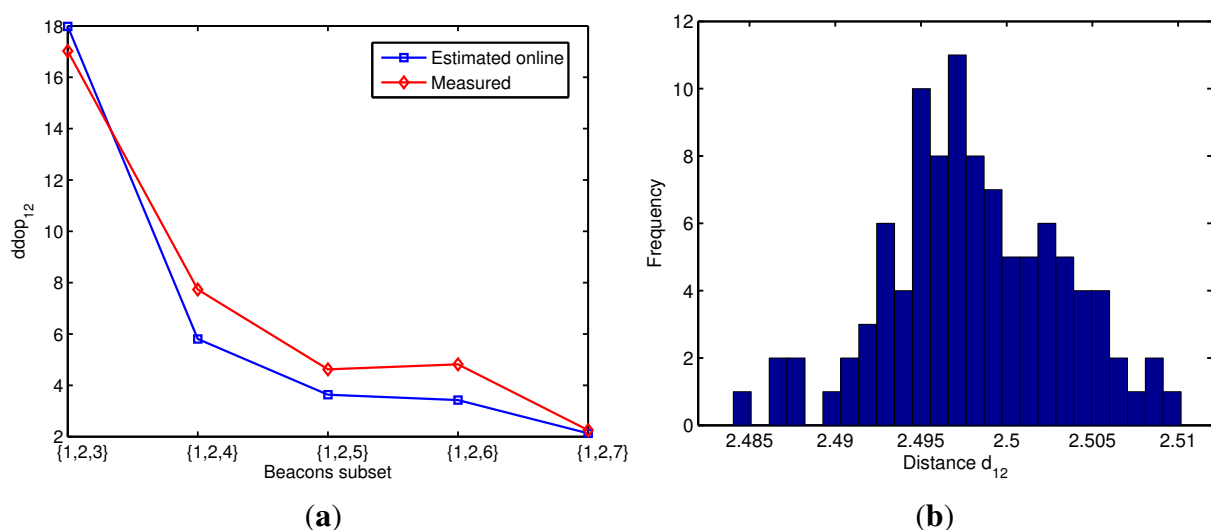 18
16
14
12
10
8
6
4
2
ddop12
Estimated online
Measured
{1,2,3} {1,2,4} {1,2,5} {1,2,6} {1,2,7}
Beacons subset
(a)
12
10
8
6
4
2
0
Frequency
2.485 2.49 2.495 2.5 2.505 2.51
Distance d12
(b)